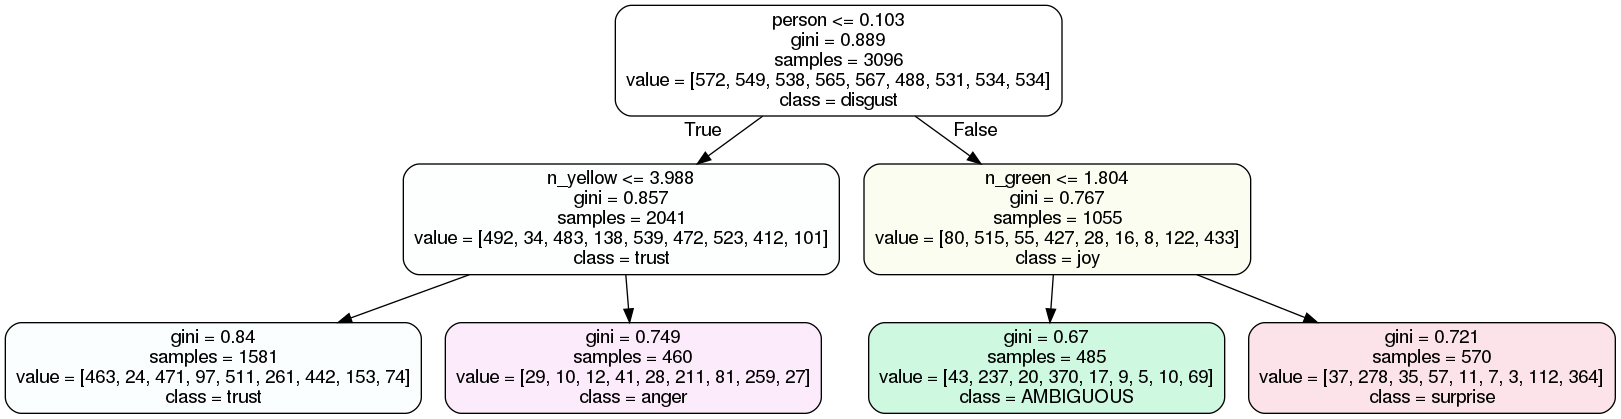 person <= 0.103
gini = 0.889
samples = 3096
value = [572, 549, 538, 565, 567, 488, 531, 534, 534]
class = disgust
True
False
n_yellow <= 3.988
gini = 0.857
samples = 2041
value = [492, 34, 483, 138, 539, 472, 523, 412, 101]
class = trust
n_green <= 1.804
gini = 0.767
samples = 1055
value = [80, 515, 55, 427, 28, 16, 8, 122, 433]
class = joy
gini = 0.84
samples = 1581
value = [463, 24, 471, 97, 511, 261, 442, 153, 74]
class = trust
gini = 0.749
samples = 460
value = [29, 10, 12, 41, 28, 211, 81, 259, 27]
class = anger
gini = 0.67
samples = 485
value = [43, 237, 20, 370, 17, 9, 5, 10, 69]
class = AMBIGUOUS
gini = 0.721
samples = 570
value = [37, 278, 35, 57, 11, 7, 3, 112, 364]
class = surprise